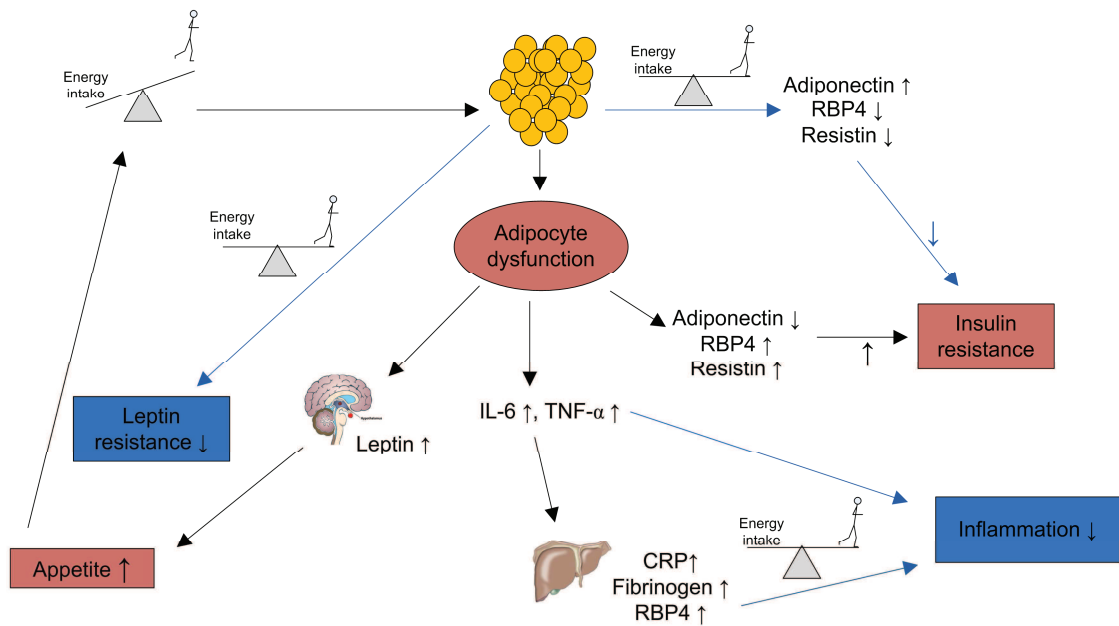 Energy
intake
Energy
intake
Adiponectin ↑
RBP4 ↓
Resistin ↓
Energy
intake
Adipocyte
dysfunction
↓
Adiponectin ↓
RBP4 ↑
Resistin ↑
↑
Insulin
resistance
Leptin
resistance ↓
Hypothalamus
Leptin ↑
IL-6 ↑, TNF-α ↑
Energy
intake
Inflammation ↓
Appetite ↑
CRP↑
Fibrinogen ↑
RBP4 ↑